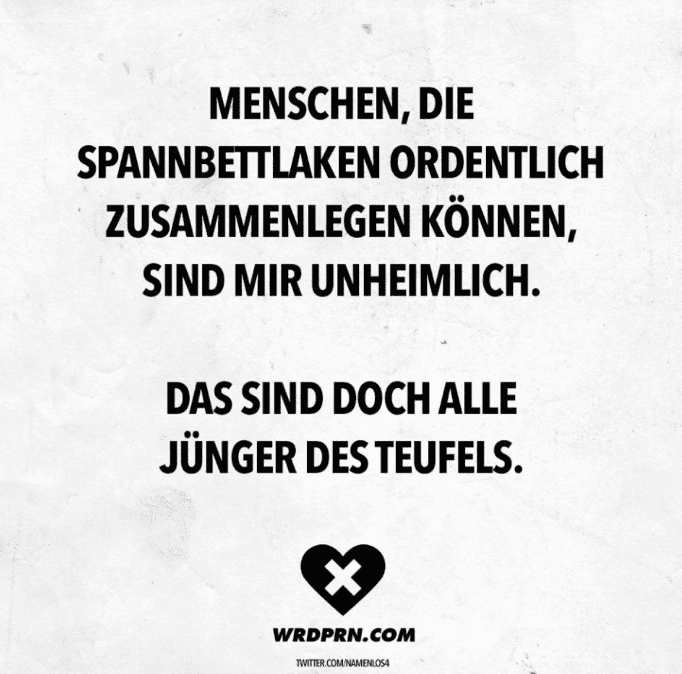 MENSCHEN, DIE
SPANNBETTLAKEN ORDENTLICH
ZUSAMMENLEGEN KÖNNEN,
SIND MIR UNHEIMLICH.
DAS SIND DOCH ALLE
JÜNGER DES TEUFELS.
WRDPRN.COM
TWITTER.COM/NAMENLOS4